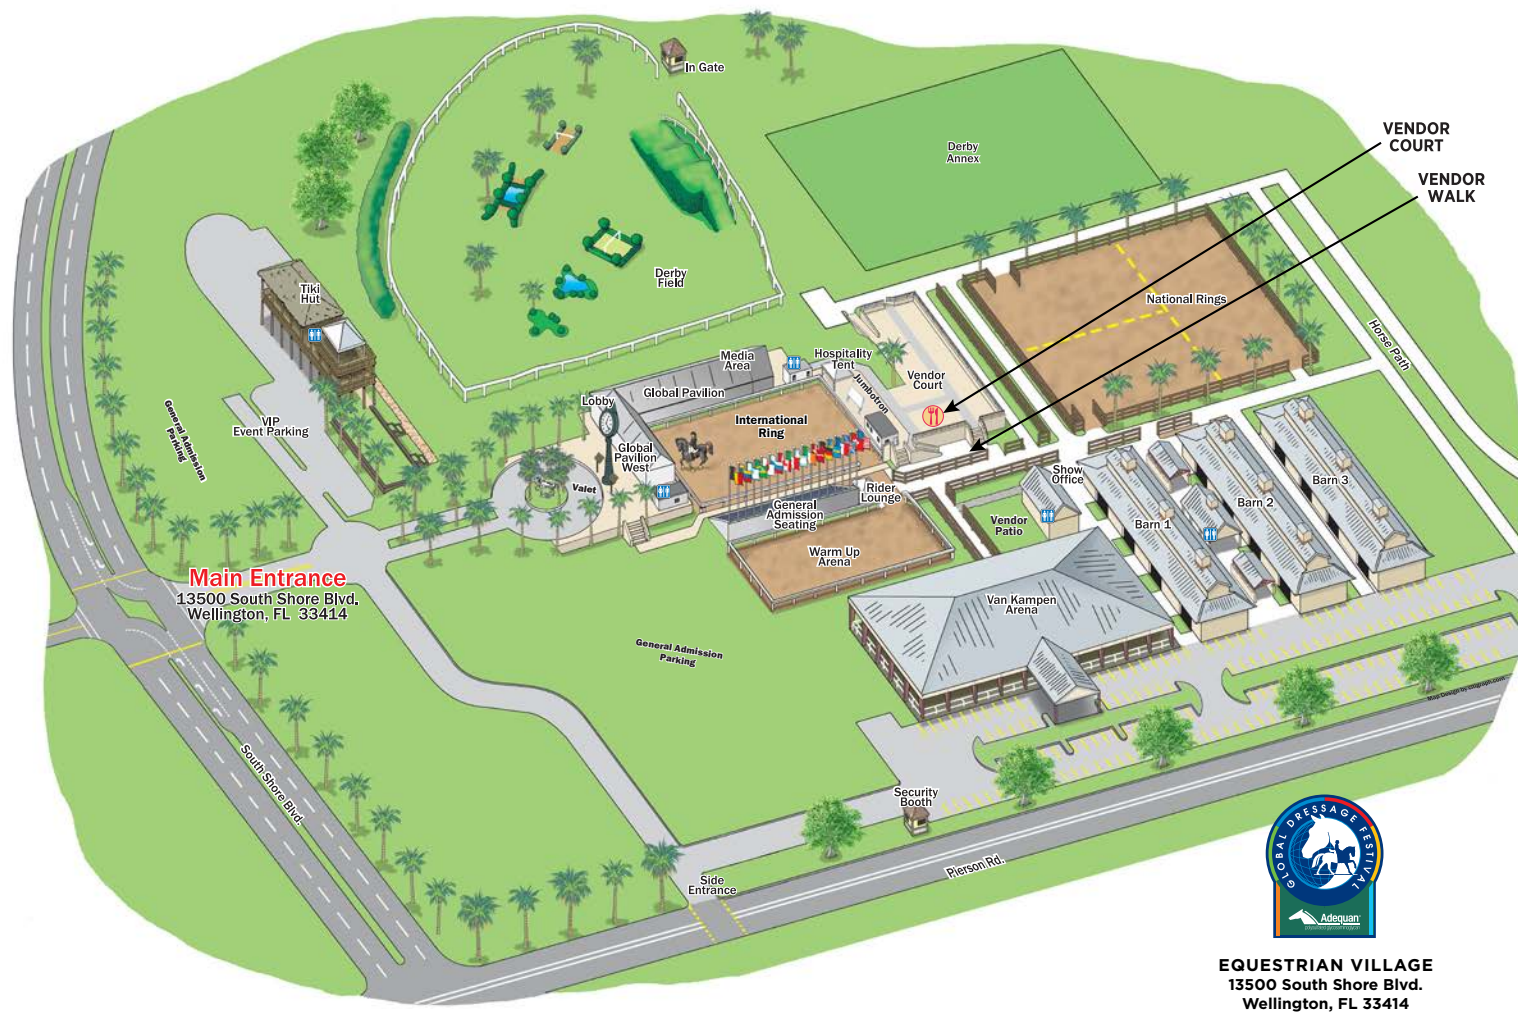 In Gate
VENDOR
COURT
Derby
Annex
VENDOR
WALK
Tiki
Hut
Derby
Field
National Rings
Horse Path
Media
Area
Hospitality
Tent
Jumbotron
Vendor
Court
Global Pavilion
Lobby
International
Ring
General Admission
Parking
VIP
Event Parking
Global
Pavilion
West
Valet
Rider
Lounge
General
Admission
Seating
Show
Office
Vendor
Patio
Barn 1
Barn 2
Barn 3
Warm Up
Arena
Main Entrance
13500 South Shore Blvd.
Wellington, FL 33414
Van Kampen
Arena
General Admission
Parking
South Shore Blvd.
Security
Booth
Side
Entrance
Pierson Rd.
GLOBAL DRESSAGE FESTIVAL
Adequan
EQUESTRIAN VILLAGE
13500 South Shore Blvd.
Wellington, FL 33414